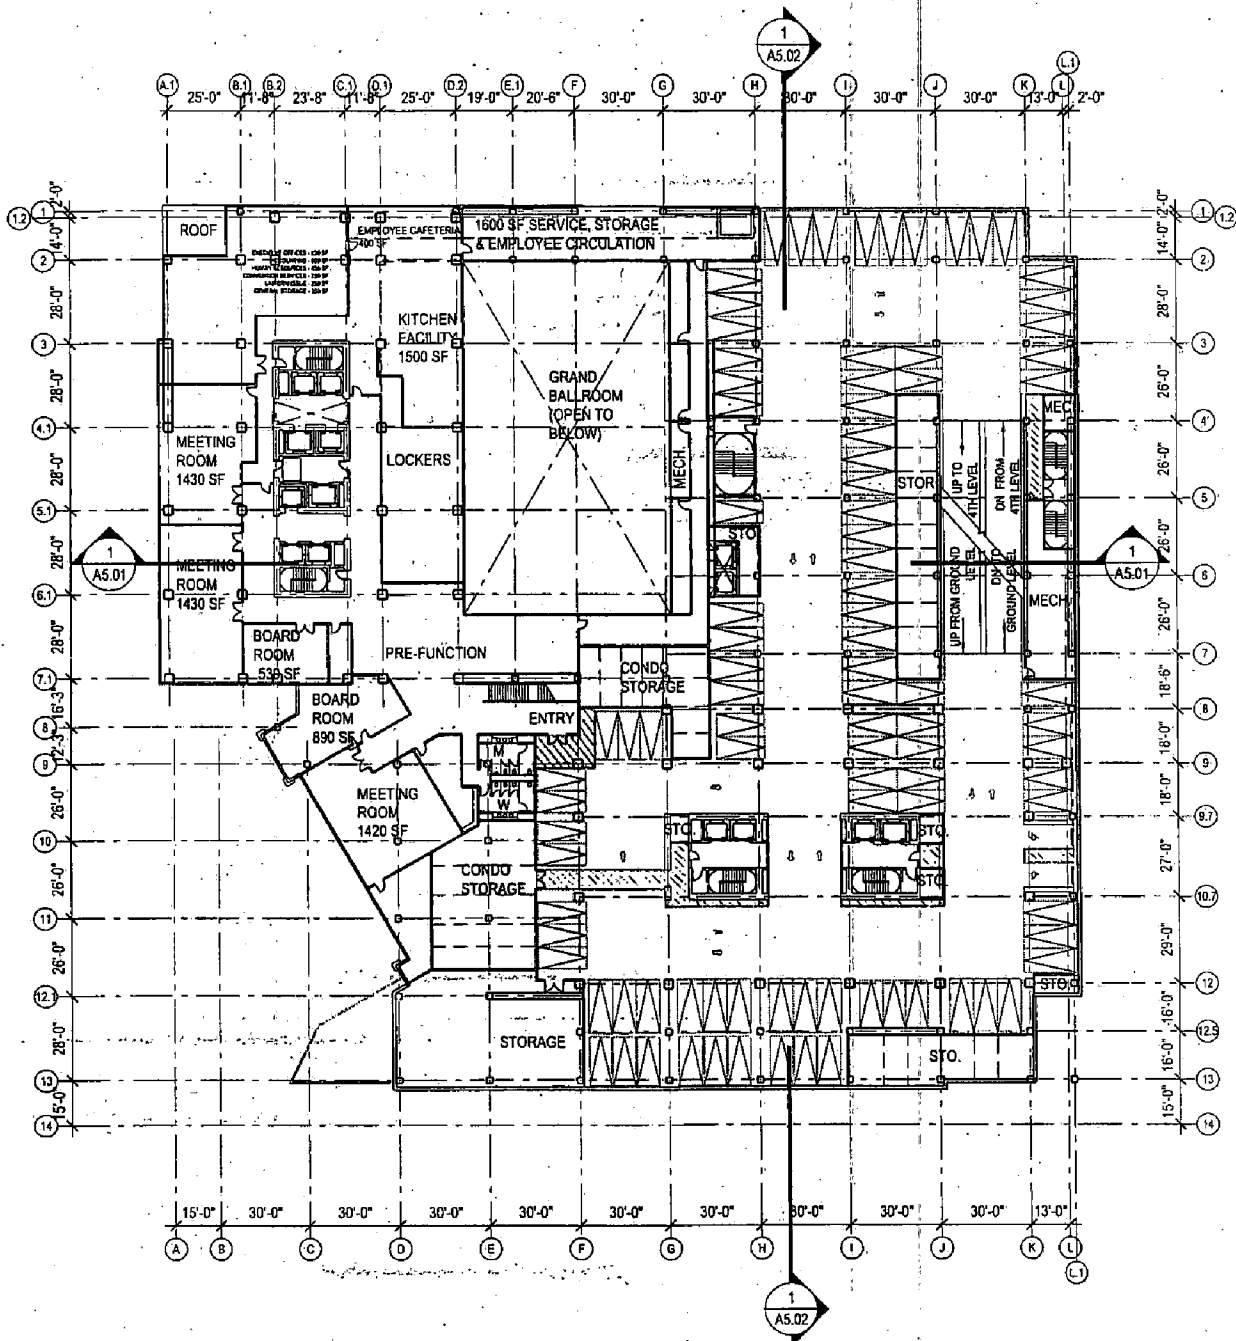 1
A5.02
A.1
B.1
B.2
C.1
D.1
D.2
E.1
F
G
H
I
J
K
L
L.1
25'-0"
11'-8"
23'-8"
11'-8"
25'-0"
19'-0"
20'-6"
30'-0"
30'-0"
30'-0"
30'-0"
30'-0"
13'-0"
2'-0"
1
1.2
2
3
4.1
5.1
6.1
7.1
8
9
10
11
12.1
13
14
2'-0"
14'-0"
28'-0"
28'-0"
28'-0"
28'-0"
28'-0"
16'-3"
26'-0"
26'-0"
26'-0"
28'-0"
15'-0"
ROOF
EMPLOYEE CAFETERIA
400 SF
1600 SF SERVICE, STORAGE
& EMPLOYEE CIRCULATION
KITCHEN
FACILITY
1500 SF
GRAND
BALLROOM
(OPEN TO
BELOW)
MECH.
MEETING
ROOM
1430 SF
LOCKERS
STOR
UP TO
4TH LEVEL
DN FROM
4TH LEVEL
MEC
STO
1
A5.01
MEETING
ROOM
1430 SF
UP FROM GROUND
LEVEL
DN TO
GROUND LEVEL
MECH.
1
A5.01
BOARD
ROOM
530 SF
PRE-FUNCTION
CONDO
STORAGE
BOARD
ROOM
890 SF
ENTRY
M
W
MEETING
ROOM
1420 SF
STO.
STO.
STO.
CONDO
STORAGE
STO.
STORAGE
STO.
1
1.2
2
3
4
5
6
7
8
9
9.7
10.7
12
12.5
13
14
2'-0"
14'-0"
28'-0"
26'-0"
26'-0"
26'-0"
26'-0"
18'-6"
18'-0"
18'-0"
27'-0"
29'-0"
16'-0"
16'-0"
15'-0"
15'-0"
30'-0"
30'-0"
30'-0"
30'-0"
30'-0"
30'-0"
30'-0"
30'-0"
30'-0"
13'-0"
A
B
C
D
E
F
G
H
I
J
K
L
L.1
1
A5.02